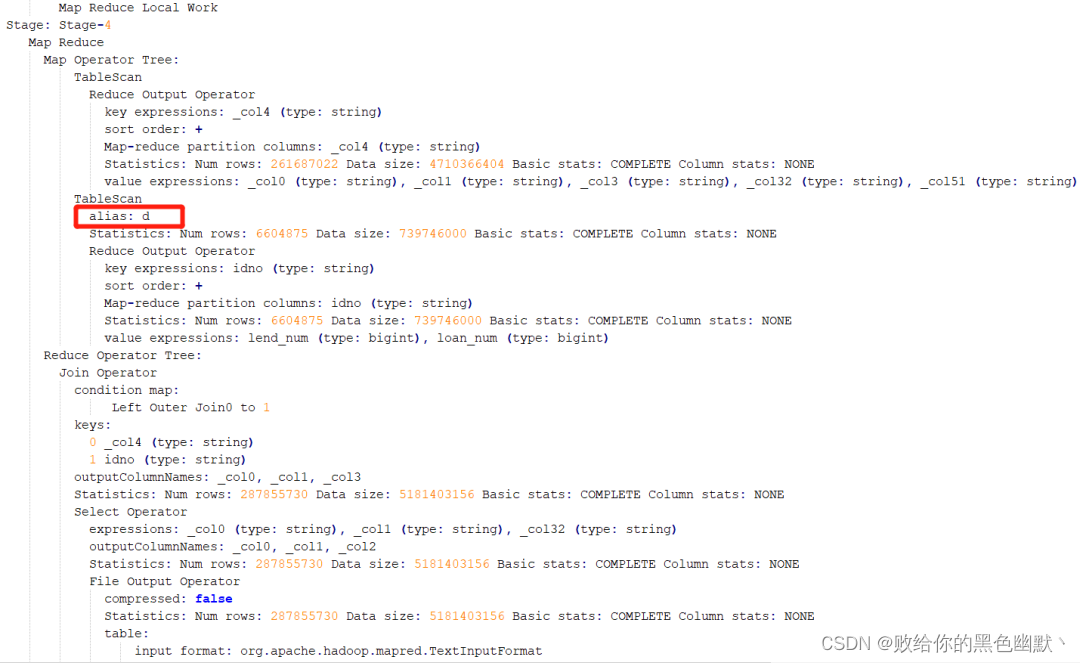 Map Reduce Local Work
Stage: Stage-4
Map Reduce
Map Operator Tree:
TableScan
Reduce Output Operator
key expressions: _col4 (type: string)
sort order: +
Map-reduce partition columns: _col4 (type: string)
Statistics: Num rows: 261687022 Data size: 4710366404 Basic stats: COMPLETE Column stats: NONE
value expressions: _col0 (type: string), _col1 (type: string), _col3 (type: string), _col32 (type: string), _col51 (type: string)
TableScan
alias: d
Statistics: Num rows: 6604875 Data size: 739746000 Basic stats: COMPLETE Column stats: NONE
Reduce Output Operator
key expressions: idno (type: string)
sort order: +
Map-reduce partition columns: idno (type: string)
Statistics: Num rows: 6604875 Data size: 739746000 Basic stats: COMPLETE Column stats: NONE
value expressions: lend_num (type: bigint), loan_num (type: bigint)
Reduce Operator Tree:
Join Operator
condition map:
Left Outer Join0 to 1
keys:
0 _col4 (type: string)
1 idno (type: string)
outputColumnNames: _col0, _col1, _col3
Statistics: Num rows: 287855730 Data size: 5181403156 Basic stats: COMPLETE Column stats: NONE
Select Operator
expressions: _col0 (type: string), _col1 (type: string), _col32 (type: string)
outputColumnNames: _col0, _col1, _col2
Statistics: Num rows: 287855730 Data size: 5181403156 Basic stats: COMPLETE Column stats: NONE
File Output Operator
compressed: false
Statistics: Num rows: 287855730 Data size: 5181403156 Basic stats: COMPLETE Column stats: NONE
table:
input format: org.apache.hadoop.mapred.TextInputFormat
CSDN @败给你的黑色幽默丶